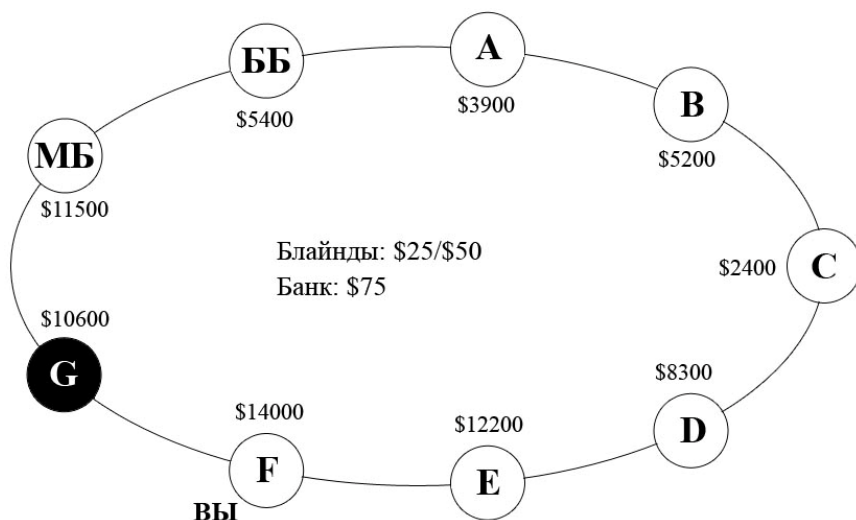 ББ
$5400
А
$3900
В
$5200
МБ
$11500
Блайнды: $25/$50
Банк: $75
С
$2400
$10600
G
$14000
F
ВЫ
$12200
E
$8300
D